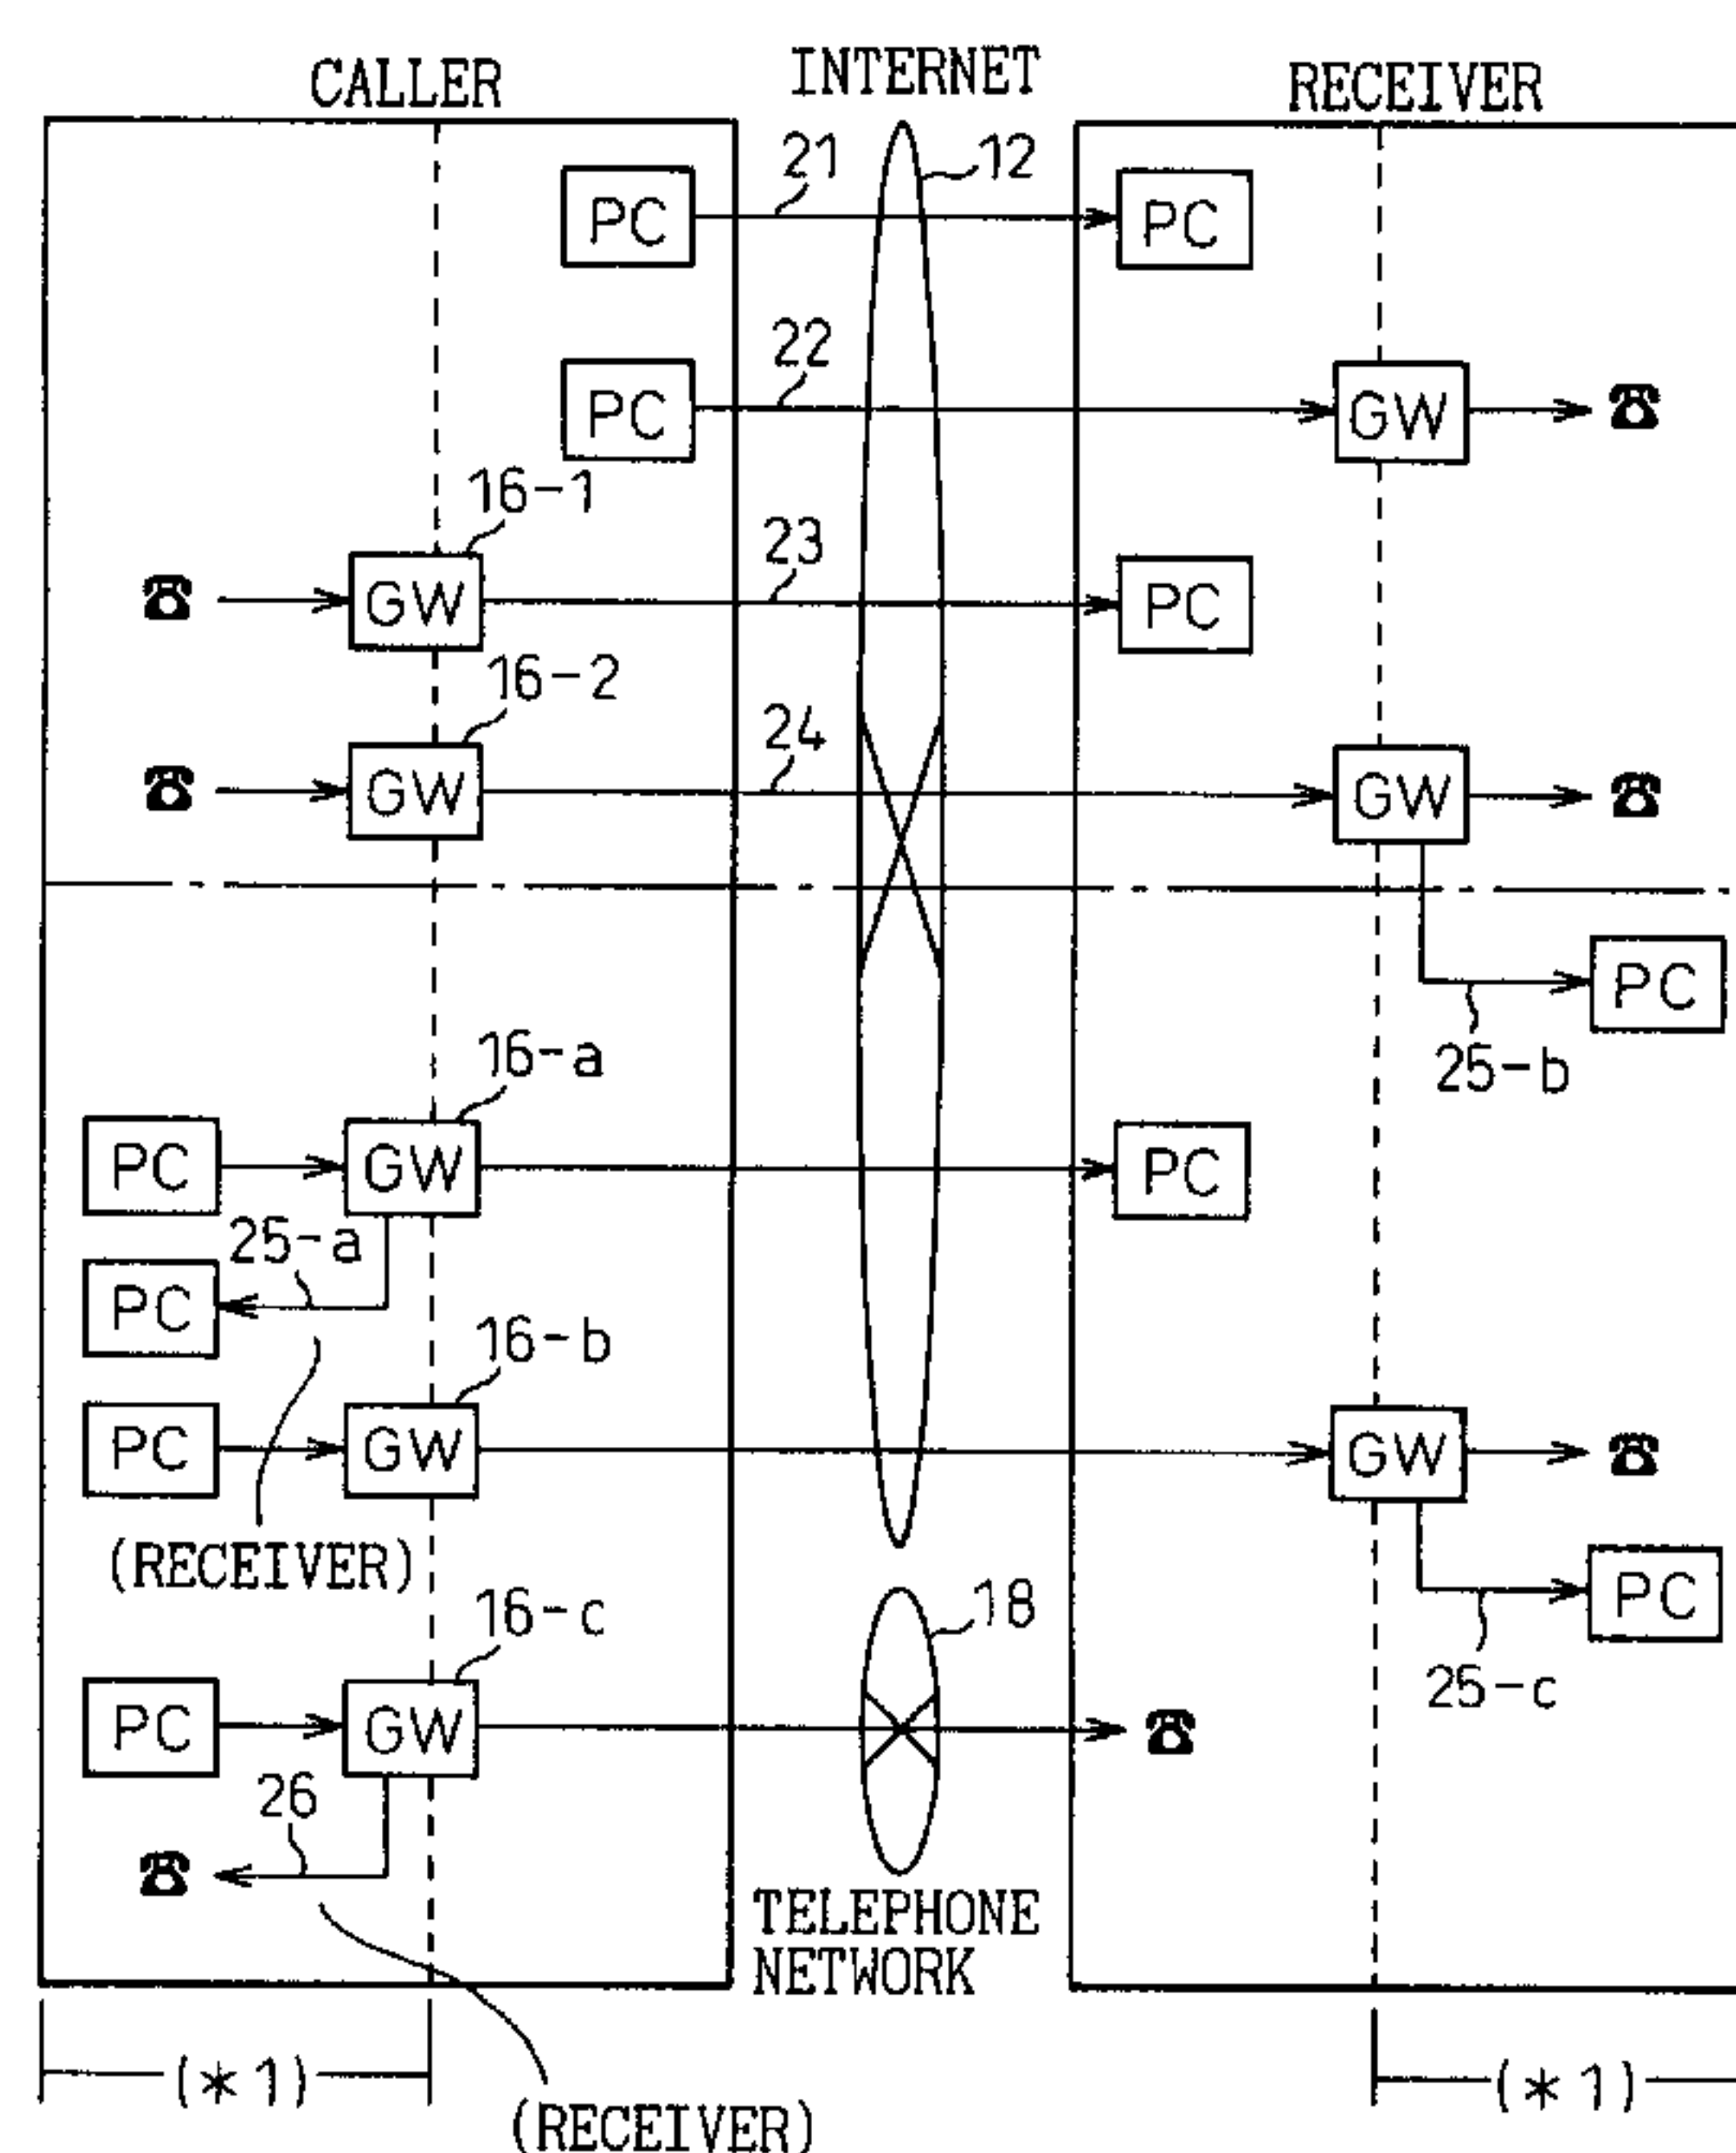 CALLER INTERNET RECEIVER
21 12
PC PC
22
PC GW
16-1
23
GW PC
16-2
24
GW GW
PC
25-b
16-a
PC GW PC
25-a
PC
16-b
PC GW GW
(RECEIVER)
PC
25-c
16-c
18
PC GW
26
TELEPHONE
NETWORK
(*1) (*1)
(RECEIVER)